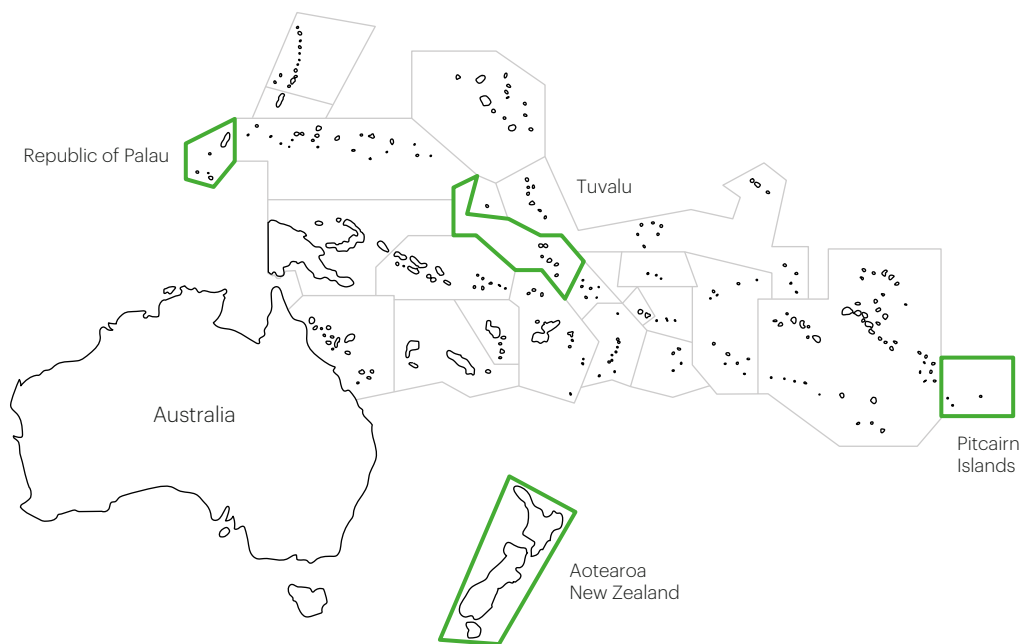 Republic of Palau
Tuvalu
Australia
Pitcairn
Islands
Aotearoa
New Zealand